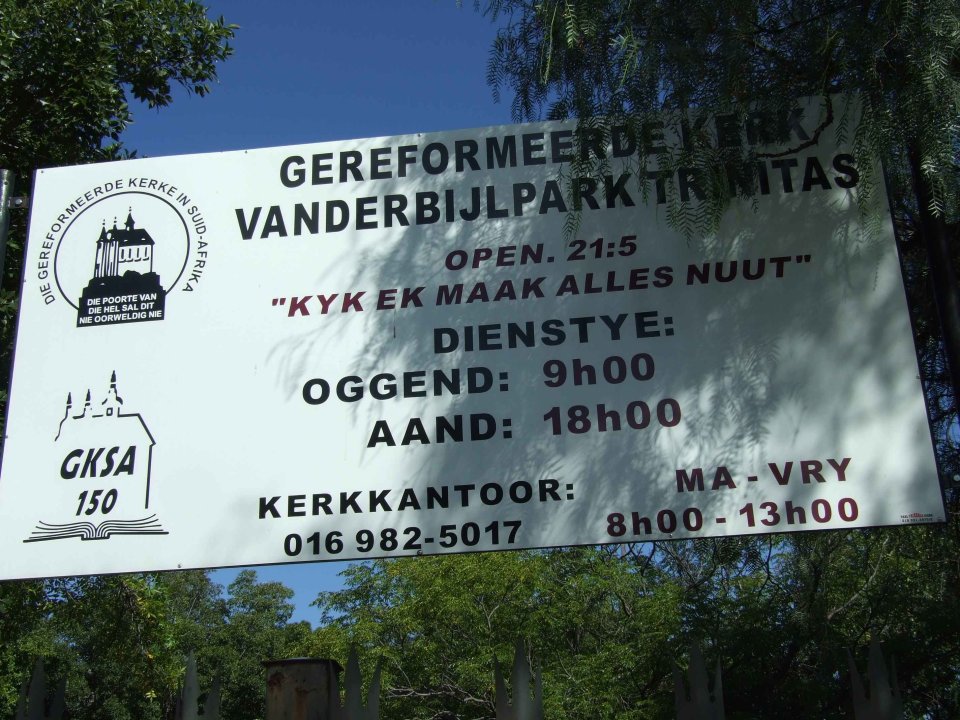 GEREFORMEERDE KERK
VANDERBIJLPARK TRINITAS
OPEN. 21:5
"KYK EK MAAK ALLES NUUT"
DIENSTYE:
OGGEND: 9h00
AAND: 18h00
KERKKANTOOR:
016 982-5017
MA - VRY
8h00 - 13h00
DIE GEREFORMEERDE KERKE IN SUID-AFRIKA
DIE POORTE VAN
DIE HEL SAL DIT
NIE OORWELDIG NIE
GKSA
150